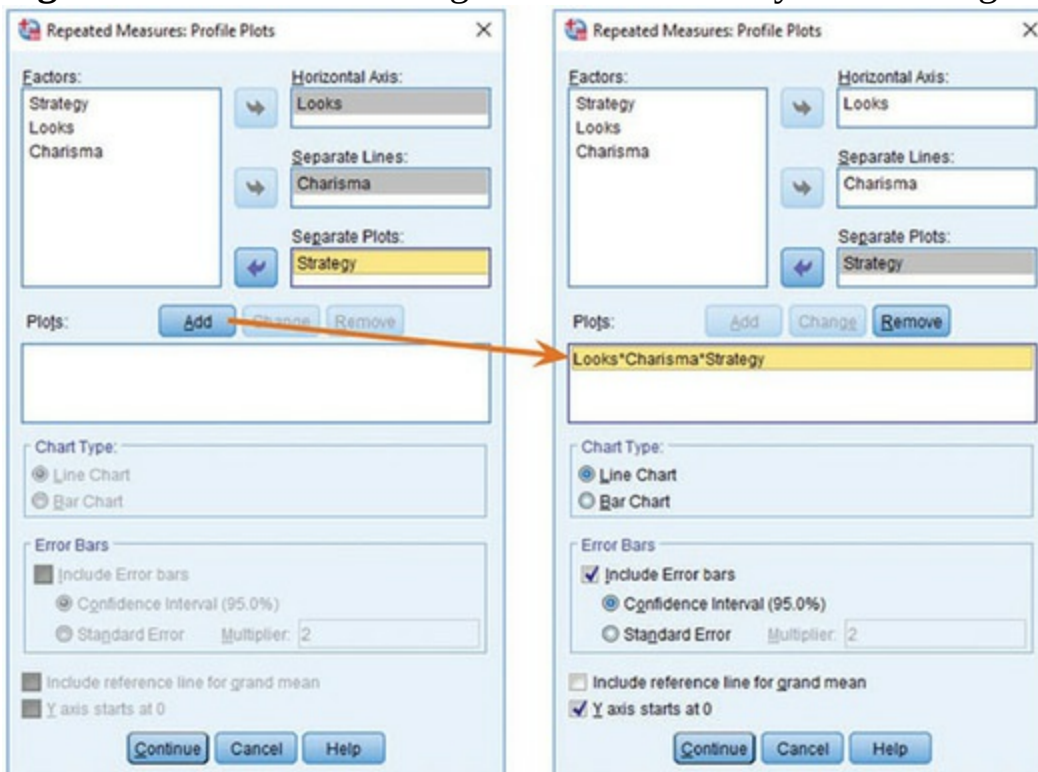 Repeated Measures: Profile Plots
Factors:
Strategy
Looks
Charisma
Horizontal Axis:
Looks
Separate Lines:
Charisma
Separate Plots:
Strategy
Plots:
Add
Change
Remove
Chart Type:
Line Chart
Bar Chart
Error Bars
Include Error bars
Confidence Interval (95.0%)
Standard Error Multiplier: 2
Include reference line for grand mean
Y axis starts at 0
Continue Cancel Help
Repeated Measures: Profile Plots
Factors:
Strategy
Looks
Charisma
Horizontal Axis:
Looks
Separate Lines:
Charisma
Separate Plots:
Strategy
Plots:
Add
Change
Remove
Looks*Charisma*Strategy
Chart Type:
Line Chart
Bar Chart
Error Bars
Include Error bars
Confidence Interval (95.0%)
Standard Error Multiplier: 2
Include reference line for grand mean
Y axis starts at 0
Continue Cancel Help